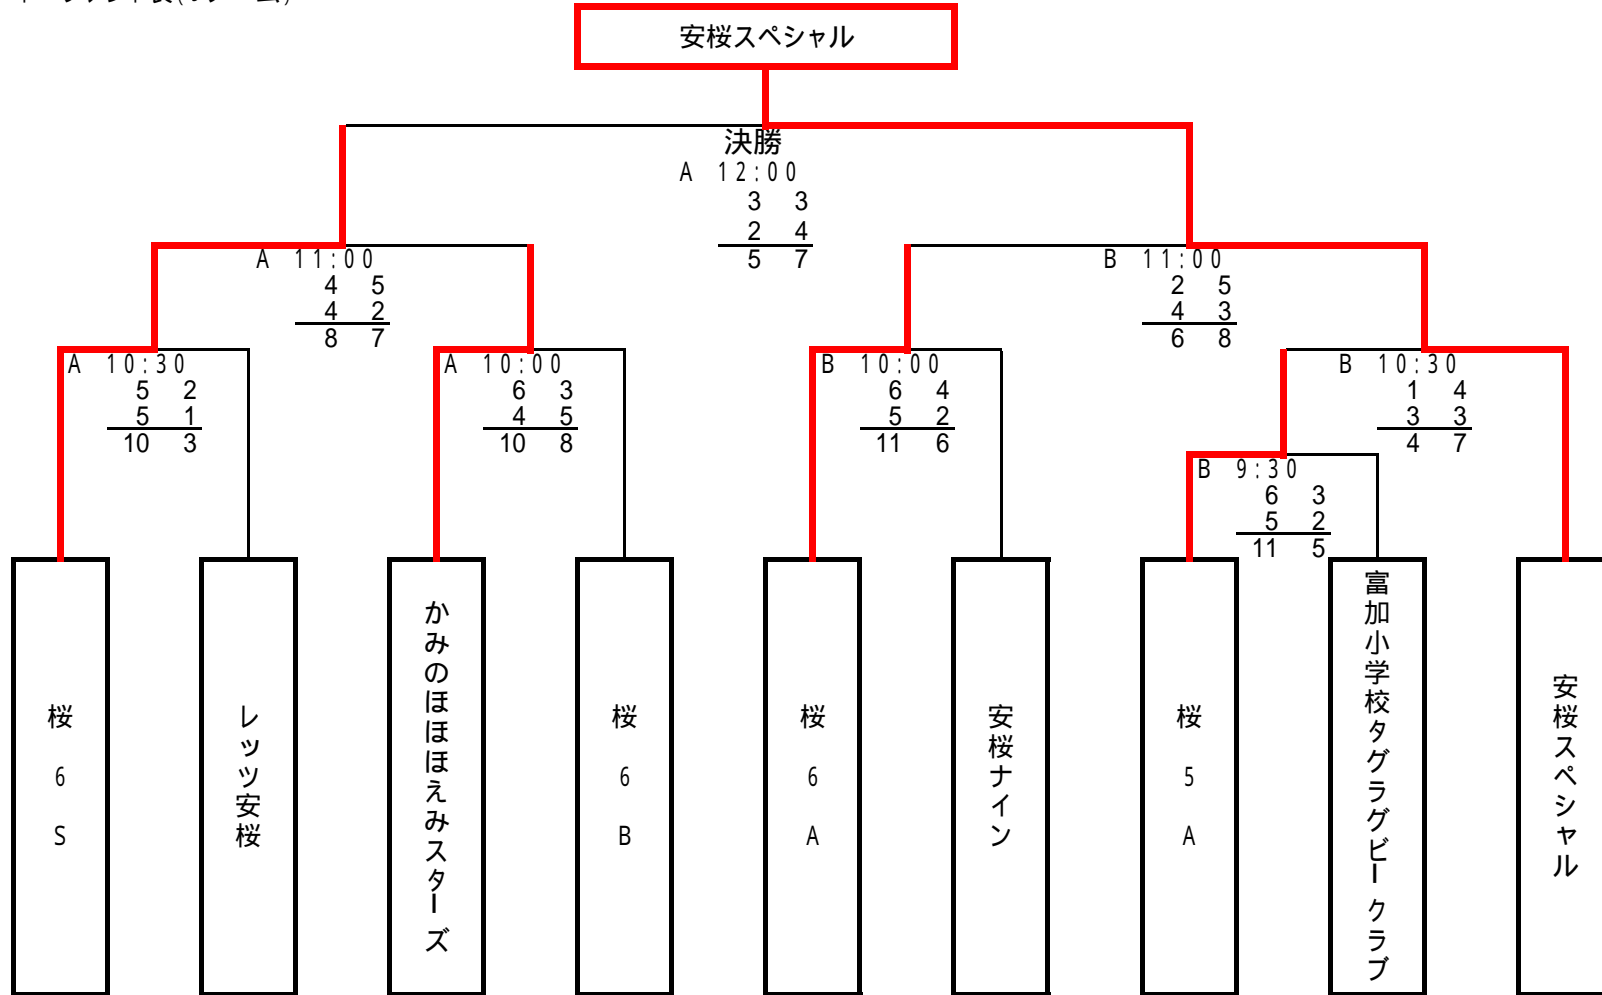 安桜スペシャル
決勝
A 12:00
3 3
2 4
5 7
A 11:00
4 5
4 2
8 7
B 11:00
2 5
4 3
6 8
A 10:30
5 2
5 1
10 3
A 10:00
6 3
4 5
10 8
B 10:00
6 4
5 2
11 6
B 10:30
1 4
3 3
4 7
B 9:30
6 3
5 2
11 5
桜6S
レッツ安桜
かみのほほほえみスターズ
桜6B
桜6A
安桜ナイン
桜5A
富加小学校タグラグビークラブ
安桜スペシャル